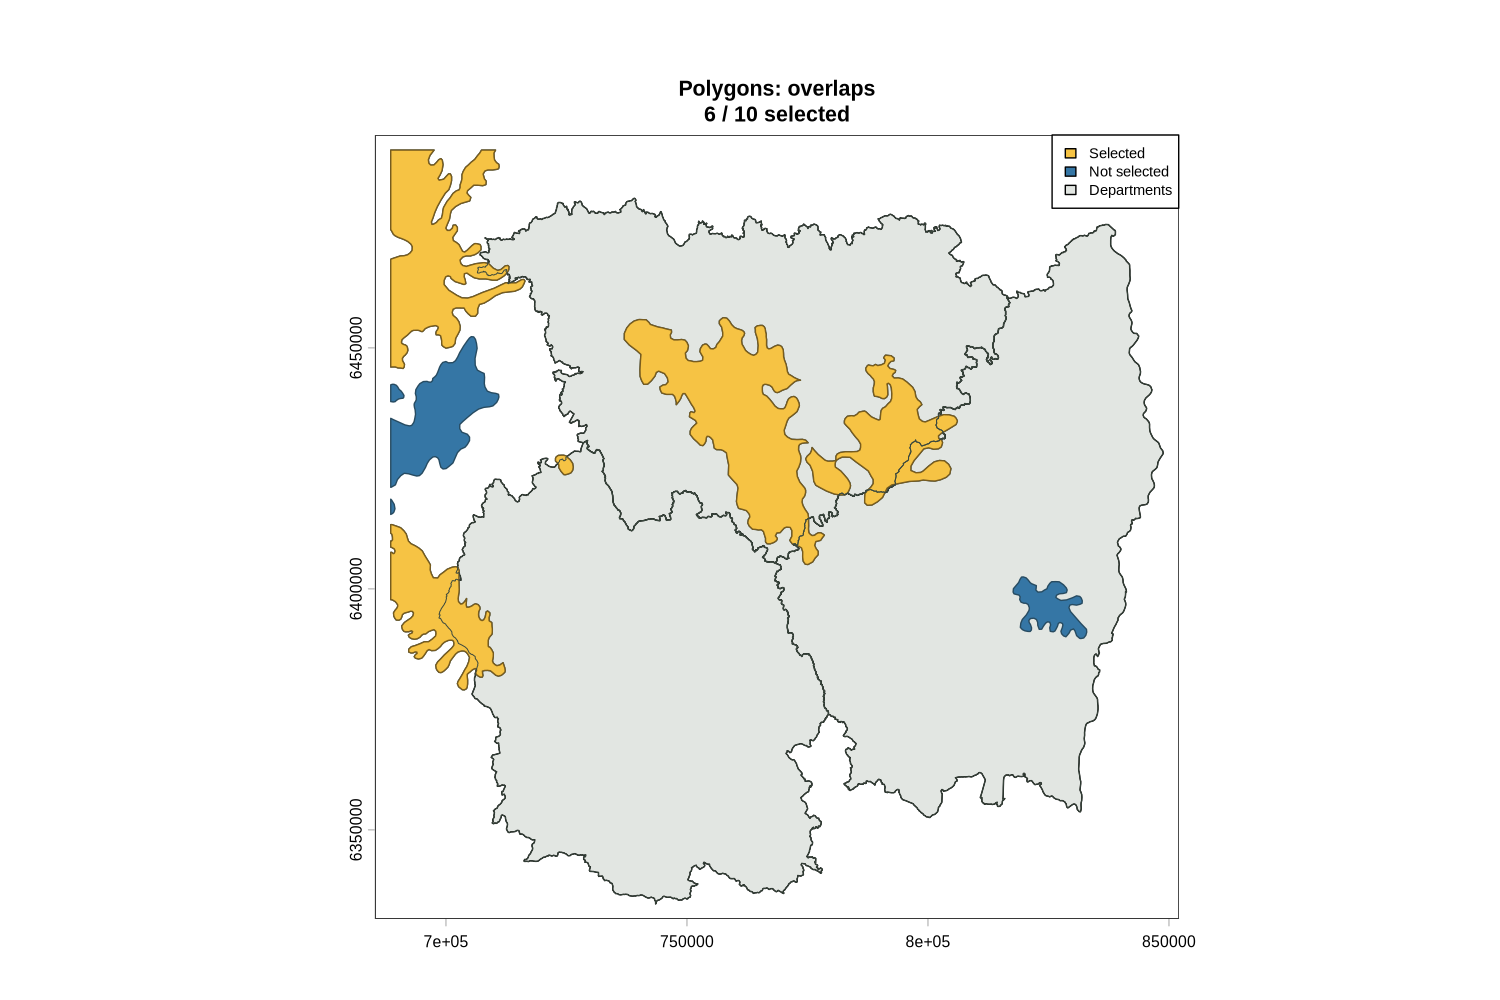 Polygons: overlaps
6 / 10 selected
Selected
Not selected
Departments
6450000
6400000
6350000
7e+05
750000
8e+05
850000